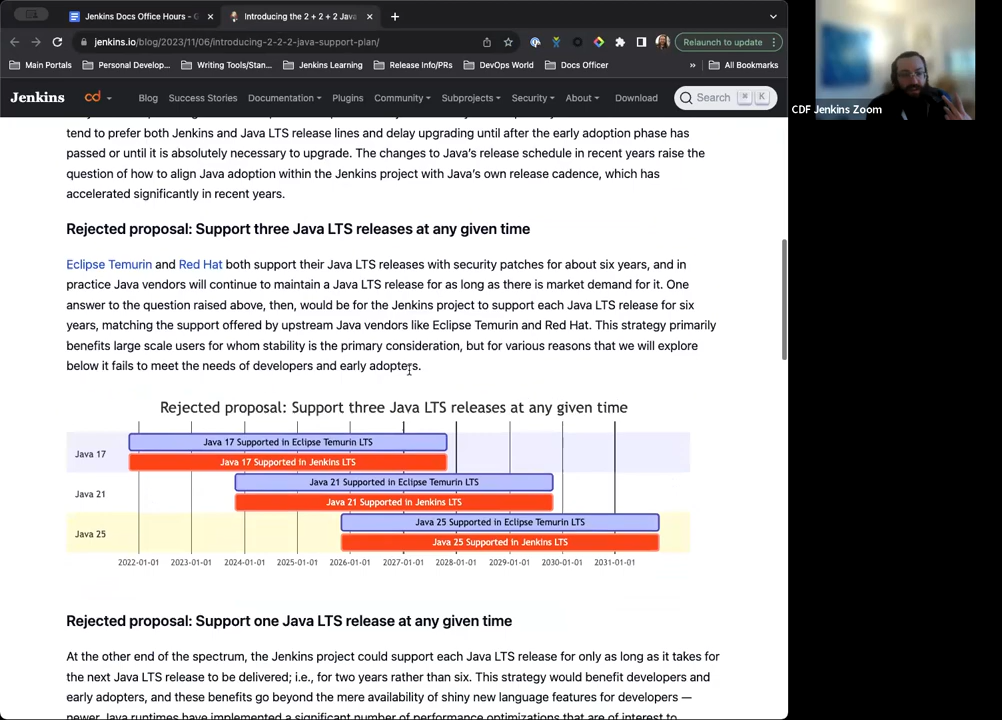 Jenkins Docs Office Hours - G
Introducing the 2 + 2 + 2 Java
jenkins.io/blog/2023/11/06/introducing-2-2-2-java-support-plan/
Relaunch to update
Main Portals
Personal Develop...
Writing Tools/Stan...
Jenkins Learning
Release Info/PRs
DevOps World
Docs Officer
»
All Bookmarks
Jenkins
cd
Blog
Success Stories
Documentation
Plugins
Community
Subprojects
Security
About
Download
Search
⌘
K
tend to prefer both Jenkins and Java LTS release lines and delay upgrading until after the early adoption phase has
passed or until it is absolutely necessary to upgrade. The changes to Java's release schedule in recent years raise the
question of how to align Java adoption within the Jenkins project with Java's own release cadence, which has
accelerated significantly in recent years.
Rejected proposal: Support three Java LTS releases at any given time
Eclipse Temurin and Red Hat both support their Java LTS releases with security patches for about six years, and in
practice Java vendors will continue to maintain a Java LTS release for as long as there is market demand for it. One
answer to the question raised above, then, would be for the Jenkins project to support each Java LTS release for six
years, matching the support offered by upstream Java vendors like Eclipse Temurin and Red Hat. This strategy primarily
benefits large scale users for whom stability is the primary consideration, but for various reasons that we will explore
below it fails to meet the needs of developers and early adopters.
Rejected proposal: Support three Java LTS releases at any given time
Java 17
Java 17 Supported in Eclipse Temurin LTS
Java 17 Supported in Jenkins LTS
Java 21
Java 21 Supported in Eclipse Temurin LTS
Java 21 Supported in Jenkins LTS
Java 25
Java 25 Supported in Eclipse Temurin LTS
Java 25 Supported in Jenkins LTS
2022-01-01 2023-01-01 2024-01-01 2025-01-01 2026-01-01 2027-01-01 2028-01-01 2029-01-01 2030-01-01 2031-01-01
Rejected proposal: Support one Java LTS release at any given time
At the other end of the spectrum, the Jenkins project could support each Java LTS release for only as long as it takes for
the next Java LTS release to be delivered; i.e., for two years rather than six. This strategy would benefit developers and
early adopters, and these benefits go beyond the mere availability of shiny new language features for developers —
newer Java runtimes have implemented a significant number of performance optimizations that are of interest to
CDF Jenkins Zoom